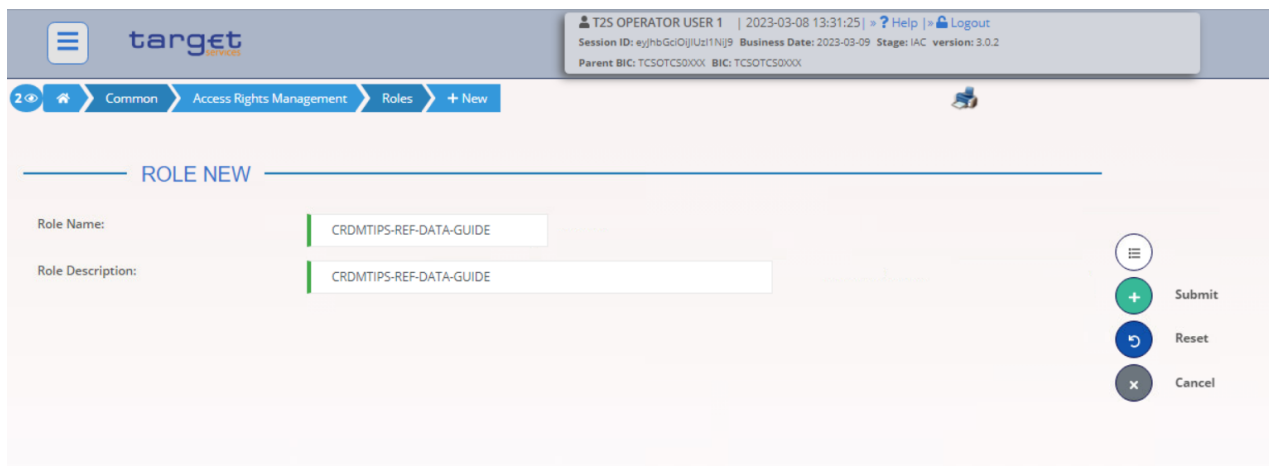 target
services
T2S OPERATOR USER 1 | 2023-03-08 13:31:25| » ? Help |» Logout
Session ID: eyJhbGciOiJIUzI1NiJ9 Business Date: 2023-03-09 Stage: IAC version: 3.0.2
Parent BIC: TCSOTCS0XXX BIC: TCSOTCS0XXX
2 Common Access Rights Management Roles + New
ROLE NEW
Role Name: CRDMTIPS-REF-DATA-GUIDE
Role Description: CRDMTIPS-REF-DATA-GUIDE
Submit
Reset
Cancel